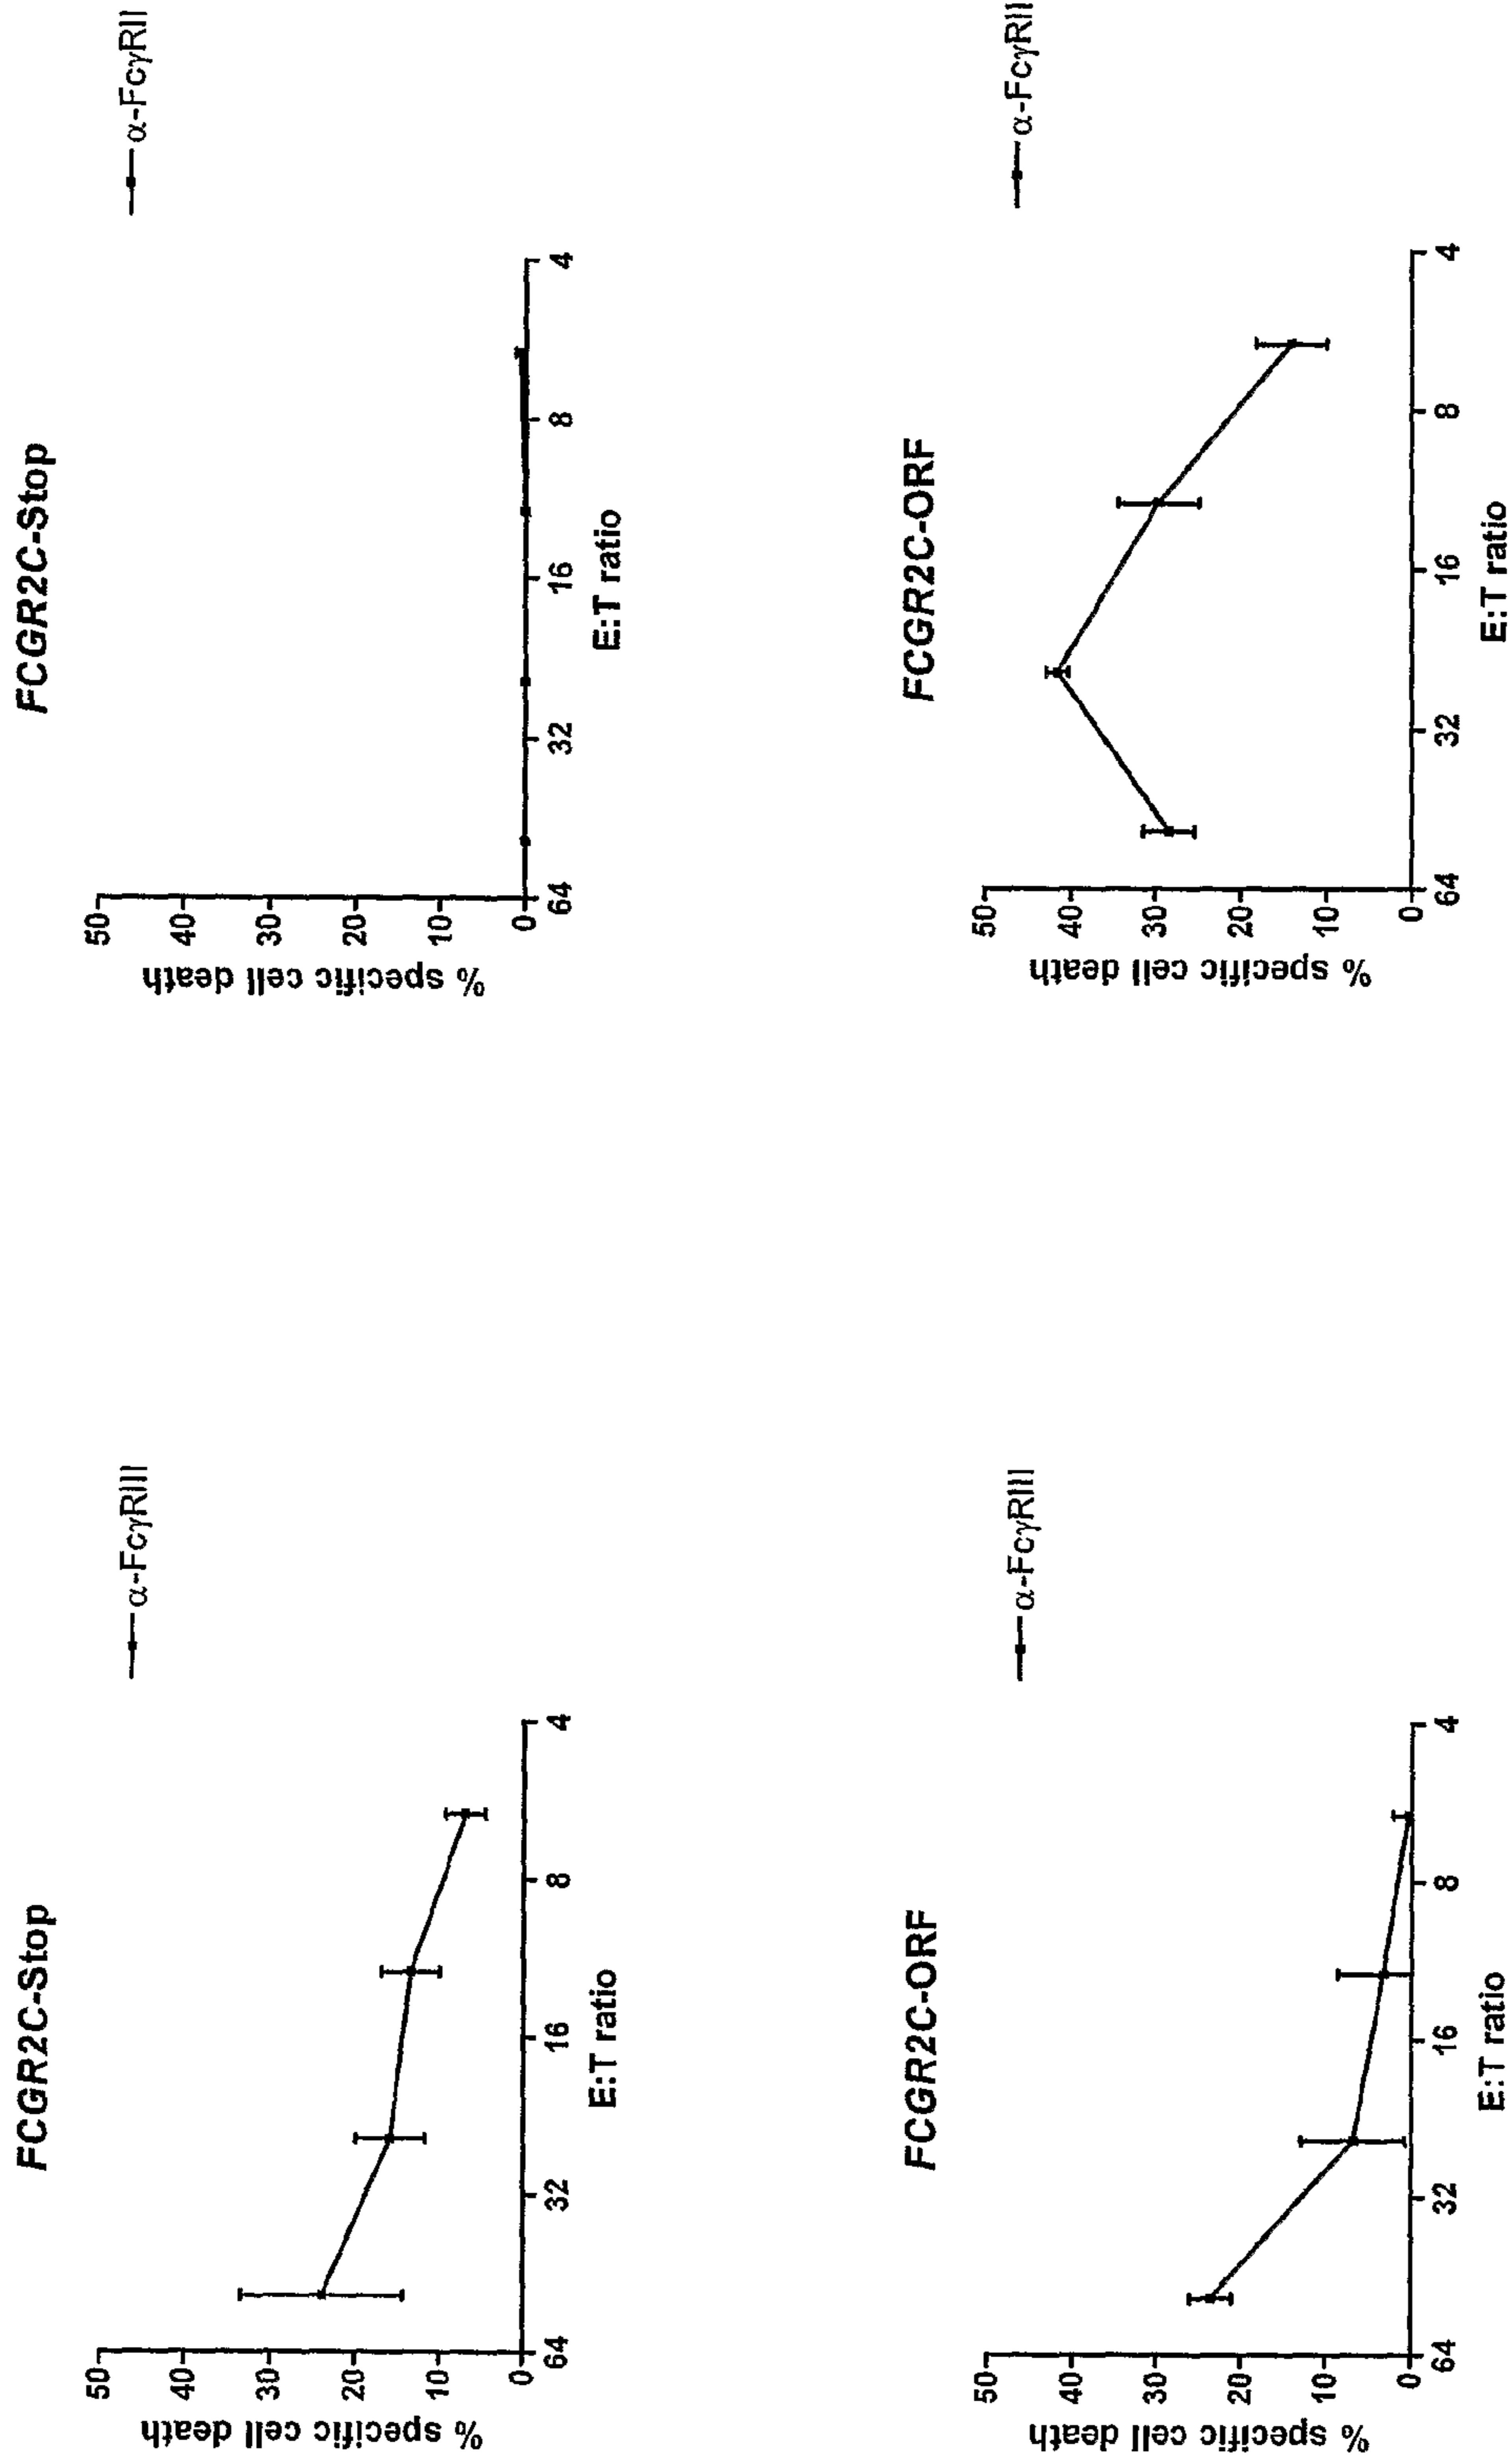 FCGR2C-Stop
α-FcγRIII
50
40
30
20
10
0
% specific cell death
64
32
16
8
4
E:T ratio
FCGR2C-Stop
α-FcγRII
50
40
30
20
10
0
% specific cell death
64
32
16
8
4
E:T ratio
FCGR2C-ORF
α-FcγRIII
50
40
30
20
10
0
% specific cell death
64
32
16
8
4
E:T ratio
FCGR2C-ORF
α-FcγRII
50
40
30
20
10
0
% specific cell death
64
32
16
8
4
E:T ratio